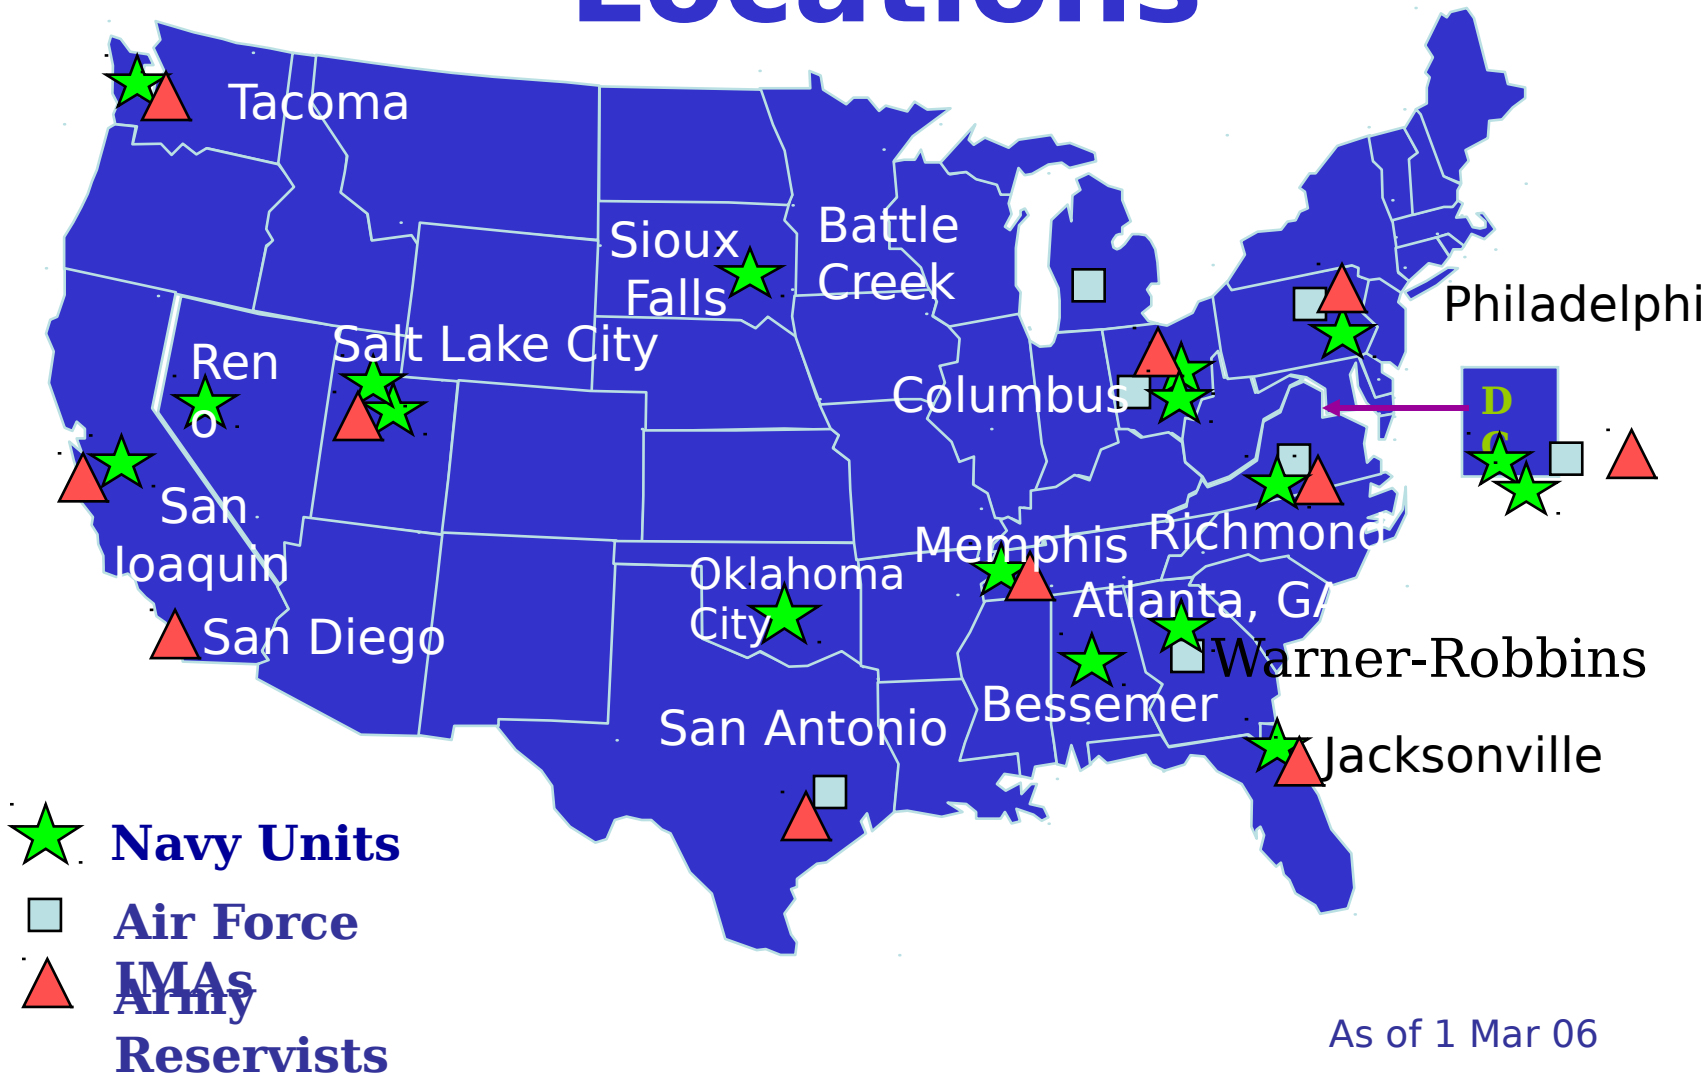 Locations
Tacoma
Sioux
Falls
Battle
Creek
Philadelphi
Salt Lake City
Ren
o
Columbus
D
C
San
Joaquin
Memphis
Richmond
Oklahoma
City
Atlanta, GA
San Diego
Warner-Robbins
Bessemer
San Antonio
Jacksonville
Navy Units
Air Force
IMAs
Army
Reservists
As of 1 Mar 06